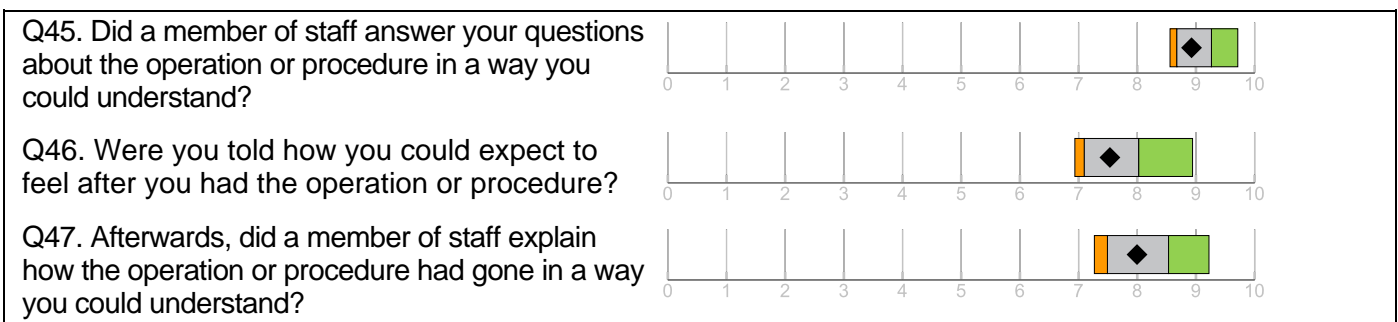 Q45. Did a member of staff answer your questions
about the operation or procedure in a way you
could understand?
0 1 2 3 4 5 6 7 8 9 10
Q46. Were you told how you could expect to
feel after you had the operation or procedure?
0 1 2 3 4 5 6 7 8 9 10
Q47. Afterwards, did a member of staff explain
how the operation or procedure had gone in a way
you could understand?
0 1 2 3 4 5 6 7 8 9 10